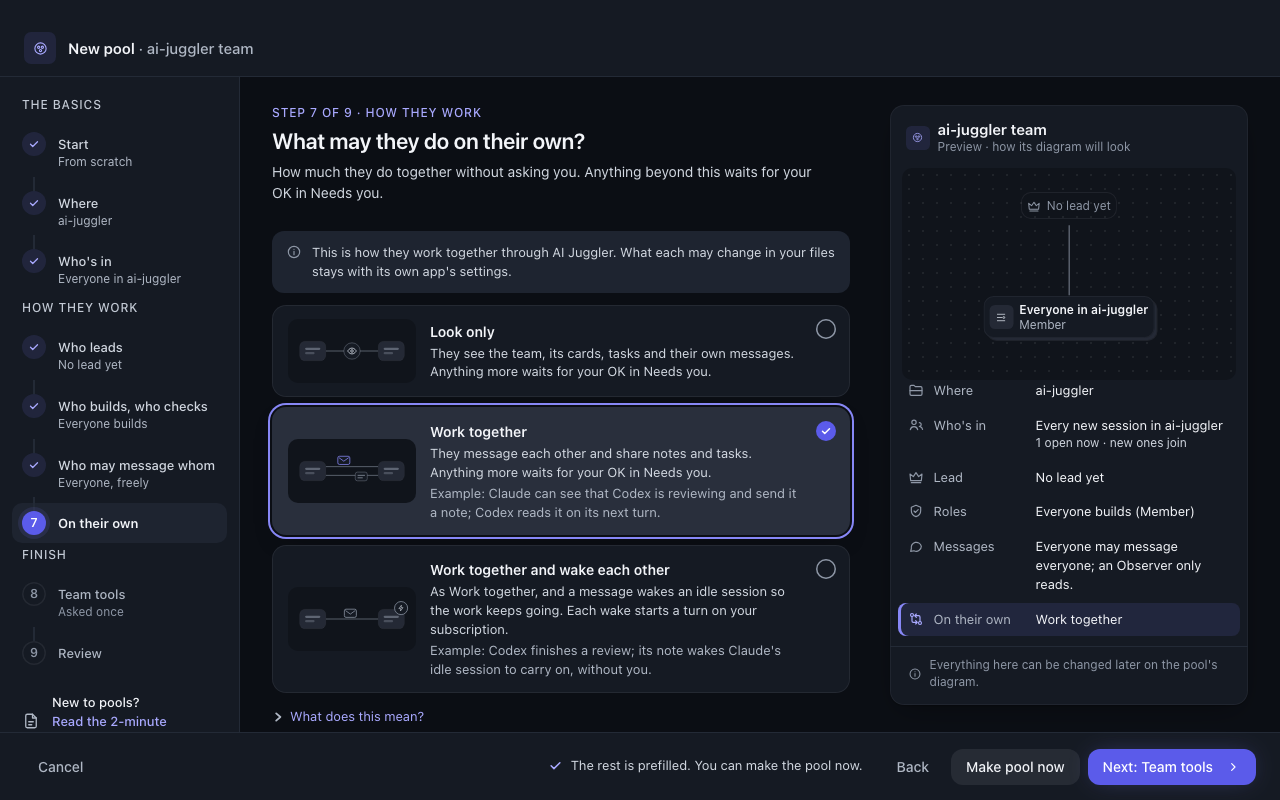 New pool · ai-juggler team
THE BASICS
Start
From scratch
Where
ai-juggler
Who's in
Everyone in ai-juggler
HOW THEY WORK
Who leads
No lead yet
Who builds, who checks
Everyone builds
Who may message whom
Everyone, freely
7
On their own
FINISH
8
Team tools
Asked once
9
Review
New to pools?
Read the 2-minute
STEP 7 OF 9 · HOW THEY WORK
What may they do on their own?
How much they do together without asking you. Anything beyond this waits for your
OK in Needs you.
This is how they work together through AI Juggler. What each may change in your files
stays with its own app's settings.
Look only
They see the team, its cards, tasks and their own messages.
Anything more waits for your OK in Needs you.
Work together
They message each other and share notes and tasks.
Anything more waits for your OK in Needs you.
Example: Claude can see that Codex is reviewing and send it
a note; Codex reads it on its next turn.
Work together and wake each other
As Work together, and a message wakes an idle session so
the work keeps going. Each wake starts a turn on your
subscription.
Example: Codex finishes a review; its note wakes Claude's
idle session to carry on, without you.
What does this mean?
ai-juggler team
Preview · how its diagram will look
No lead yet
Everyone in ai-juggler
Member
Where
ai-juggler
Who's in
Every new session in ai-juggler
1 open now · new ones join
Lead
No lead yet
Roles
Everyone builds (Member)
Messages
Everyone may message
everyone; an Observer only
reads.
On their own
Work together
Everything here can be changed later on the pool's
diagram.
Cancel
The rest is prefilled. You can make the pool now.
Back
Make pool now
Next: Team tools